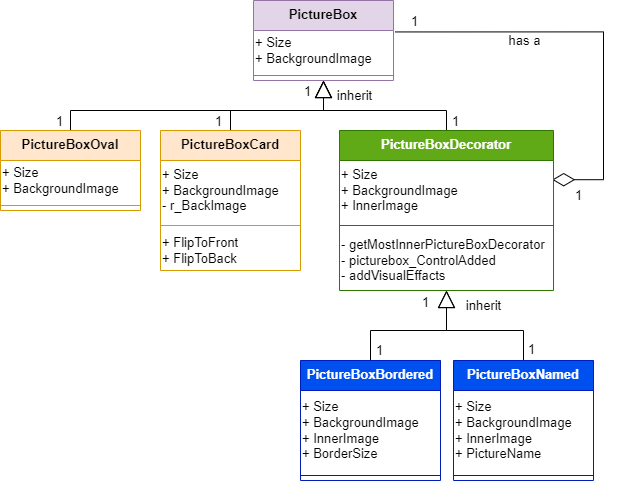 PictureBox
+ Size
+ BackgroundImage
1
has a
1
inherit
1
1
1
PictureBoxOval
+ Size
+ BackgroundImage
PictureBoxCard
+ Size
+ BackgroundImage
- r_BackImage
+ FlipToFront
+ FlipToBack
PictureBoxDecorator
+ Size
+ BackgroundImage
+ InnerImage
- getMostInnerPictureBoxDecorator
- picturebox_ControlAdded
- addVisualEffacts
1
1
inherit
1
1
PictureBoxBordered
+ Size
+ BackgroundImage
+ InnerImage
+ BorderSize
PictureBoxNamed
+ Size
+ BackgroundImage
+ InnerImage
+ PictureName